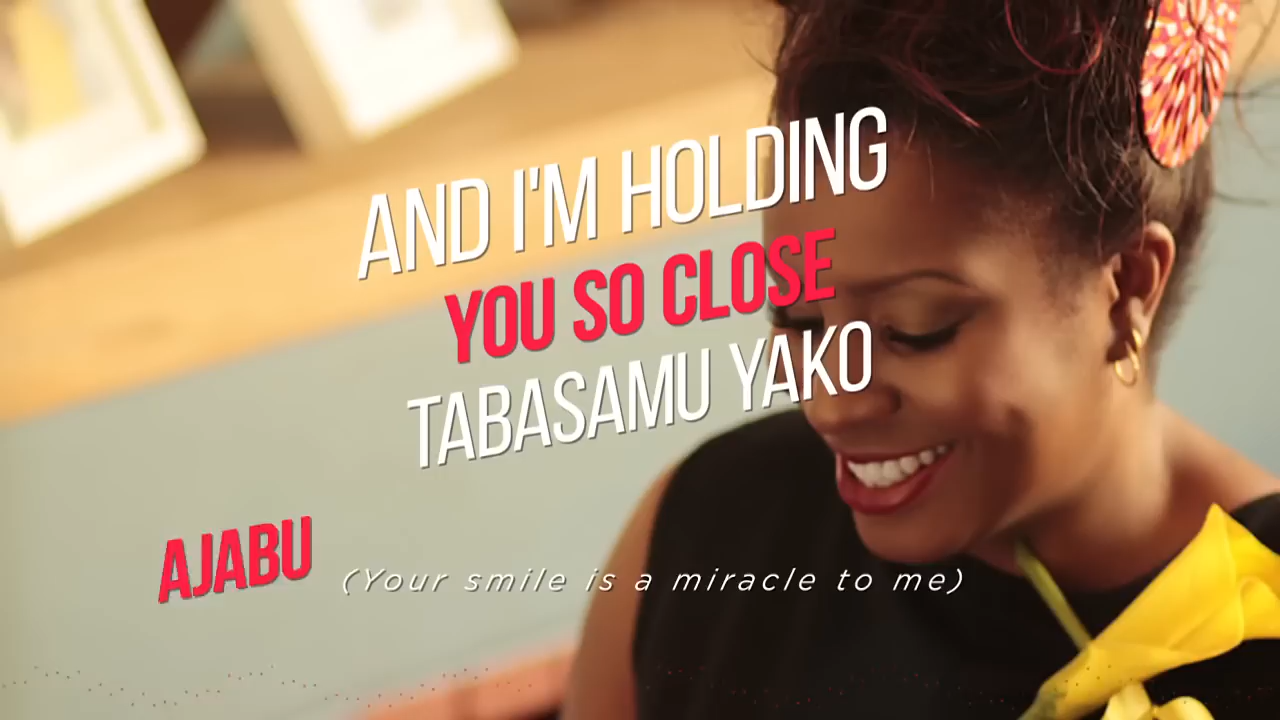 AND I'M HOLDING
YOU SO CLOSE
TABASAMU YAKO
AJABU
(Your smile is a miracle to me)